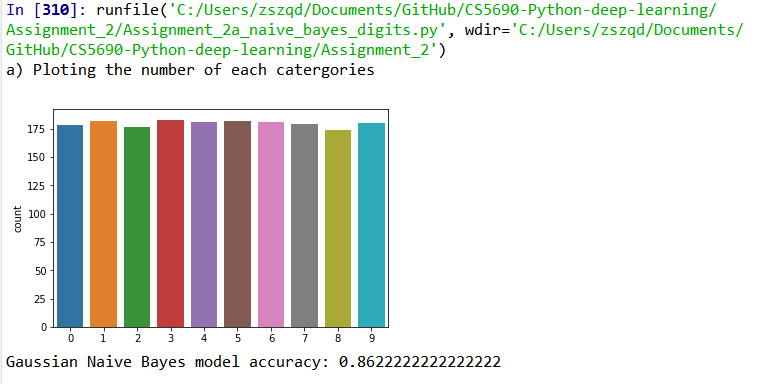 In [310]: runfile('C:/Users/zszqd/Documents/GitHub/CS5690-Python-deep-learning/
Assignment_2/Assignment_2a_naive_bayes_digits.py', wdir='C:/Users/zszqd/Documents/
GitHub/CS5690-Python-deep-learning/Assignment_2')
a) Ploting the number of each catergories
175
150
125
100
75
50
25
0
count
0 1 2 3 4 5 6 7 8 9
Gaussian Naive Bayes model accuracy: 0.8622222222222222